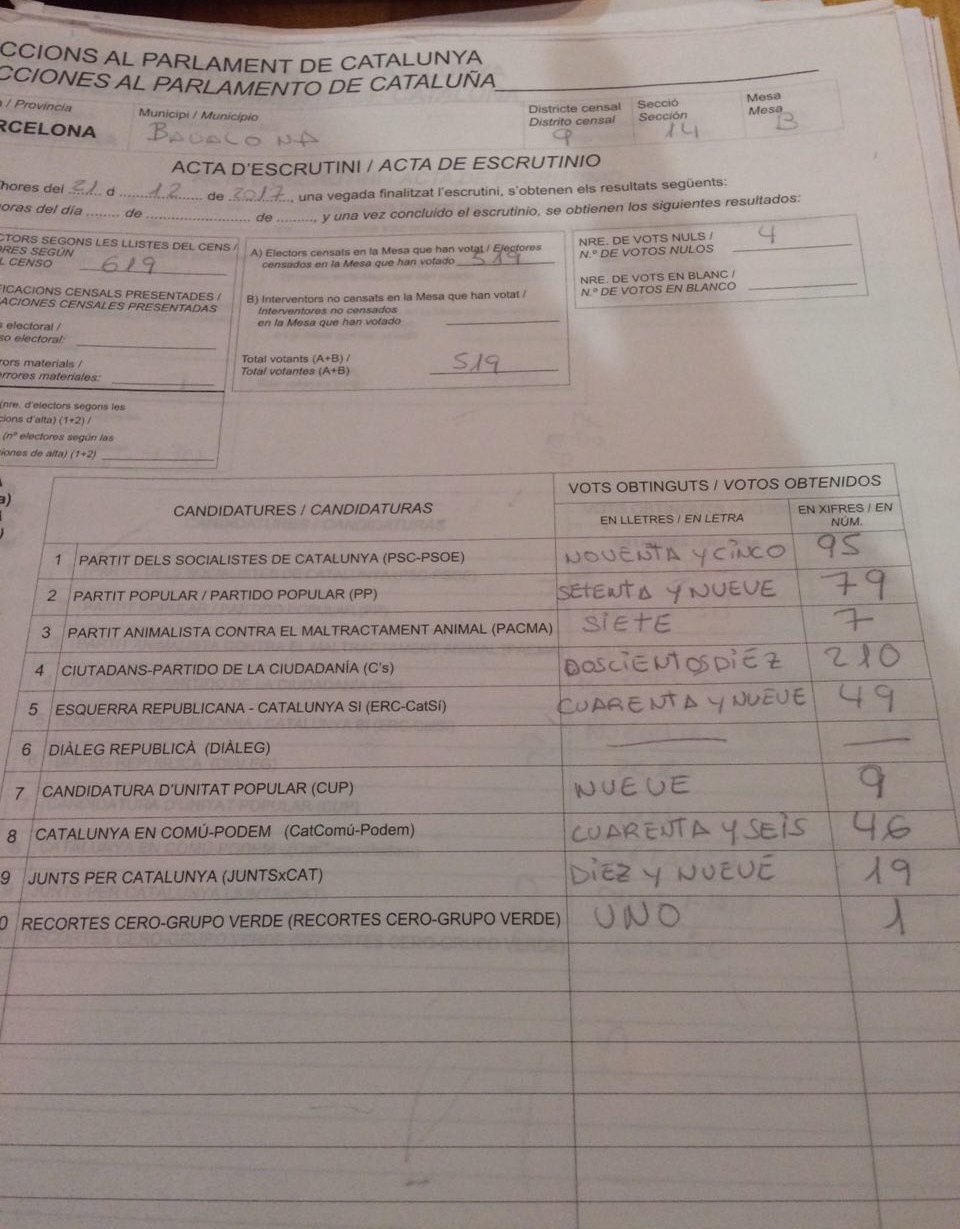 CCIONS AL PARLAMENT DE CATALUNYA
CCIONES AL PARLAMENTO DE CATALUÑA
/ Provincia
RCELONA
Municipi / Municipio
BADALONA
Districte censal
Distrito censal
9
Secció
Sección
14
Mesa
Mesa
B
ACTA D'ESCRUTINI / ACTA DE ESCRUTINIO
hores del 21 d 12 de 2017, una vegada finalitzat l'escrutini, s'obtenen els resultats següents:
oras del día ........ de ........................ de ........, y una vez concluido el escrutinio, se obtienen los siguientes resultados:
CTORS SEGONS LES LLISTES DEL CENS /
ORES SEGÚN
L CENSO 619
FICACIONS CENSALS PRESENTADES /
ACIONES CENSALES PRESENTADAS
s electoral /
so electoral:
rors materials /
errores materiales:
(nre. d'electors segons les
cions d'alta) (1+2) /
(nº electores según las
iones de alta) (1+2)
A) Electors censats en la Mesa que han votat / Electores
censados en la Mesa que han votado 519
B) Interventors no censats en la Mesa que han votat /
Interventores no censados
en la Mesa que han votado
Total votants (A+B) /
Total votantes (A+B) 519
NRE. DE VOTS NULS / 4
N.º DE VOTOS NULOS
NRE. DE VOTS EN BLANC /
N.º DE VOTOS EN BLANCO
a)
CANDIDATURES / CANDIDATURAS
VOTS OBTINGUTS / VOTOS OBTENIDOS
EN LLETRES / EN LETRA
EN XIFRES / EN
NÚM.
1 PARTIT DELS SOCIALISTES DE CATALUNYA (PSC-PSOE) NOVENTA Y CINCO 95
2 PARTIT POPULAR / PARTIDO POPULAR (PP) SETENTA Y NUEVE 79
3 PARTIT ANIMALISTA CONTRA EL MALTRACTAMENT ANIMAL (PACMA) SIETE 7
4 CIUTADANS-PARTIDO DE LA CIUDADANÍA (C's) DOSCIENTOS DIEZ 210
5 ESQUERRA REPUBLICANA - CATALUNYA SI (ERC-CatSí) CUARENTA Y NUEVE 49
6 DIÀLEG REPUBLICÀ (DIÀLEG) — —
7 CANDIDATURA D'UNITAT POPULAR (CUP) NUEVE 9
8 CATALUNYA EN COMÚ-PODEM (CatComú-Podem) CUARENTA Y SEIS 46
9 JUNTS PER CATALUNYA (JUNTSxCAT) DIEZ Y NUEVE 19
0 RECORTES CERO-GRUPO VERDE (RECORTES CERO-GRUPO VERDE) UNO 1